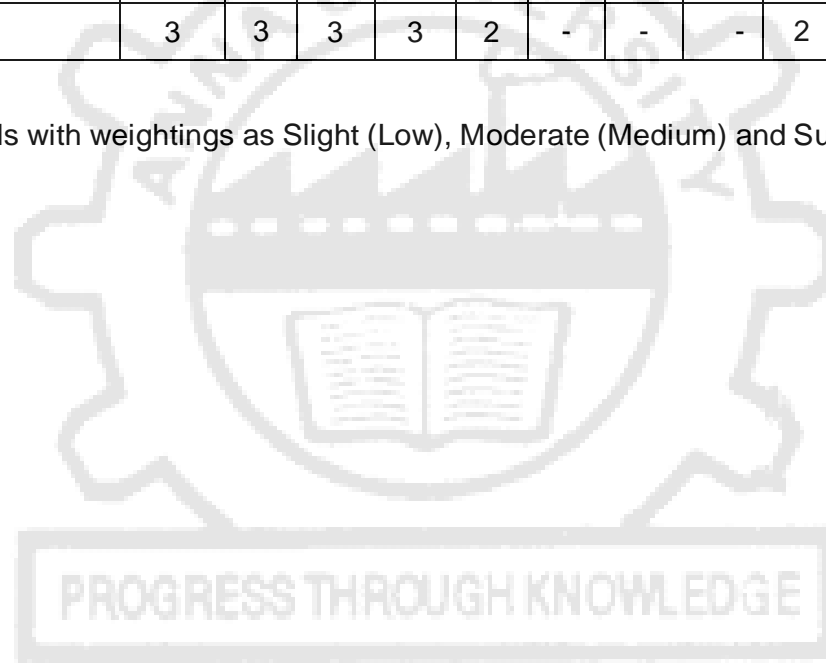 3 3 3 3 2 - - - 2
ls with weightings as Slight (Low), Moderate (Medium) and Su
PROGRESS THROUGH KNOWLEDGE